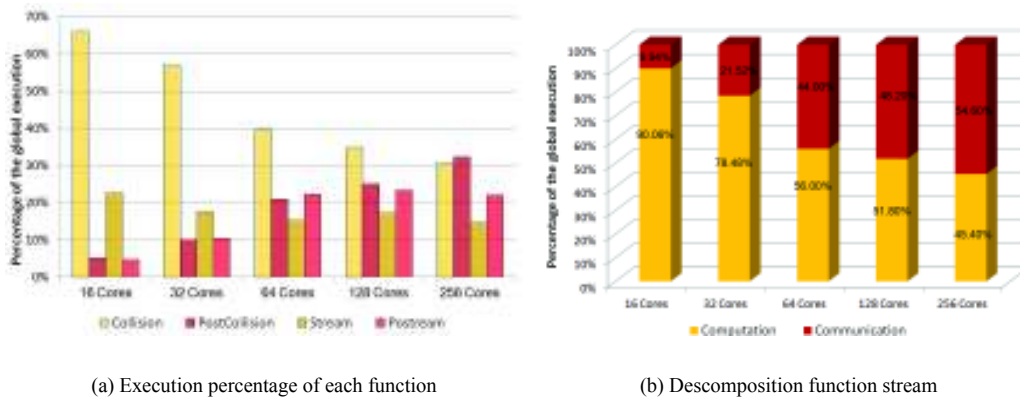 70%
60%
50%
40%
30%
20%
10%
0%
Percentage of the global execution
16 Cores 32 Cores 64 Cores 128 Cores 256 Cores
Collision PostCollision Stream Postream
(a) Execution percentage of each function
100%
90%
80%
70%
60%
50%
40%
30%
20%
10%
0%
Percentage of the global execution
21.52% 44.00% 54.60%
90.08% 78.48% 56.00% 51.80% 45.40%
16 Cores 32 Cores 64 Cores 128 Cores 256 Cores
Computation Communication
(b) Descomposition function stream